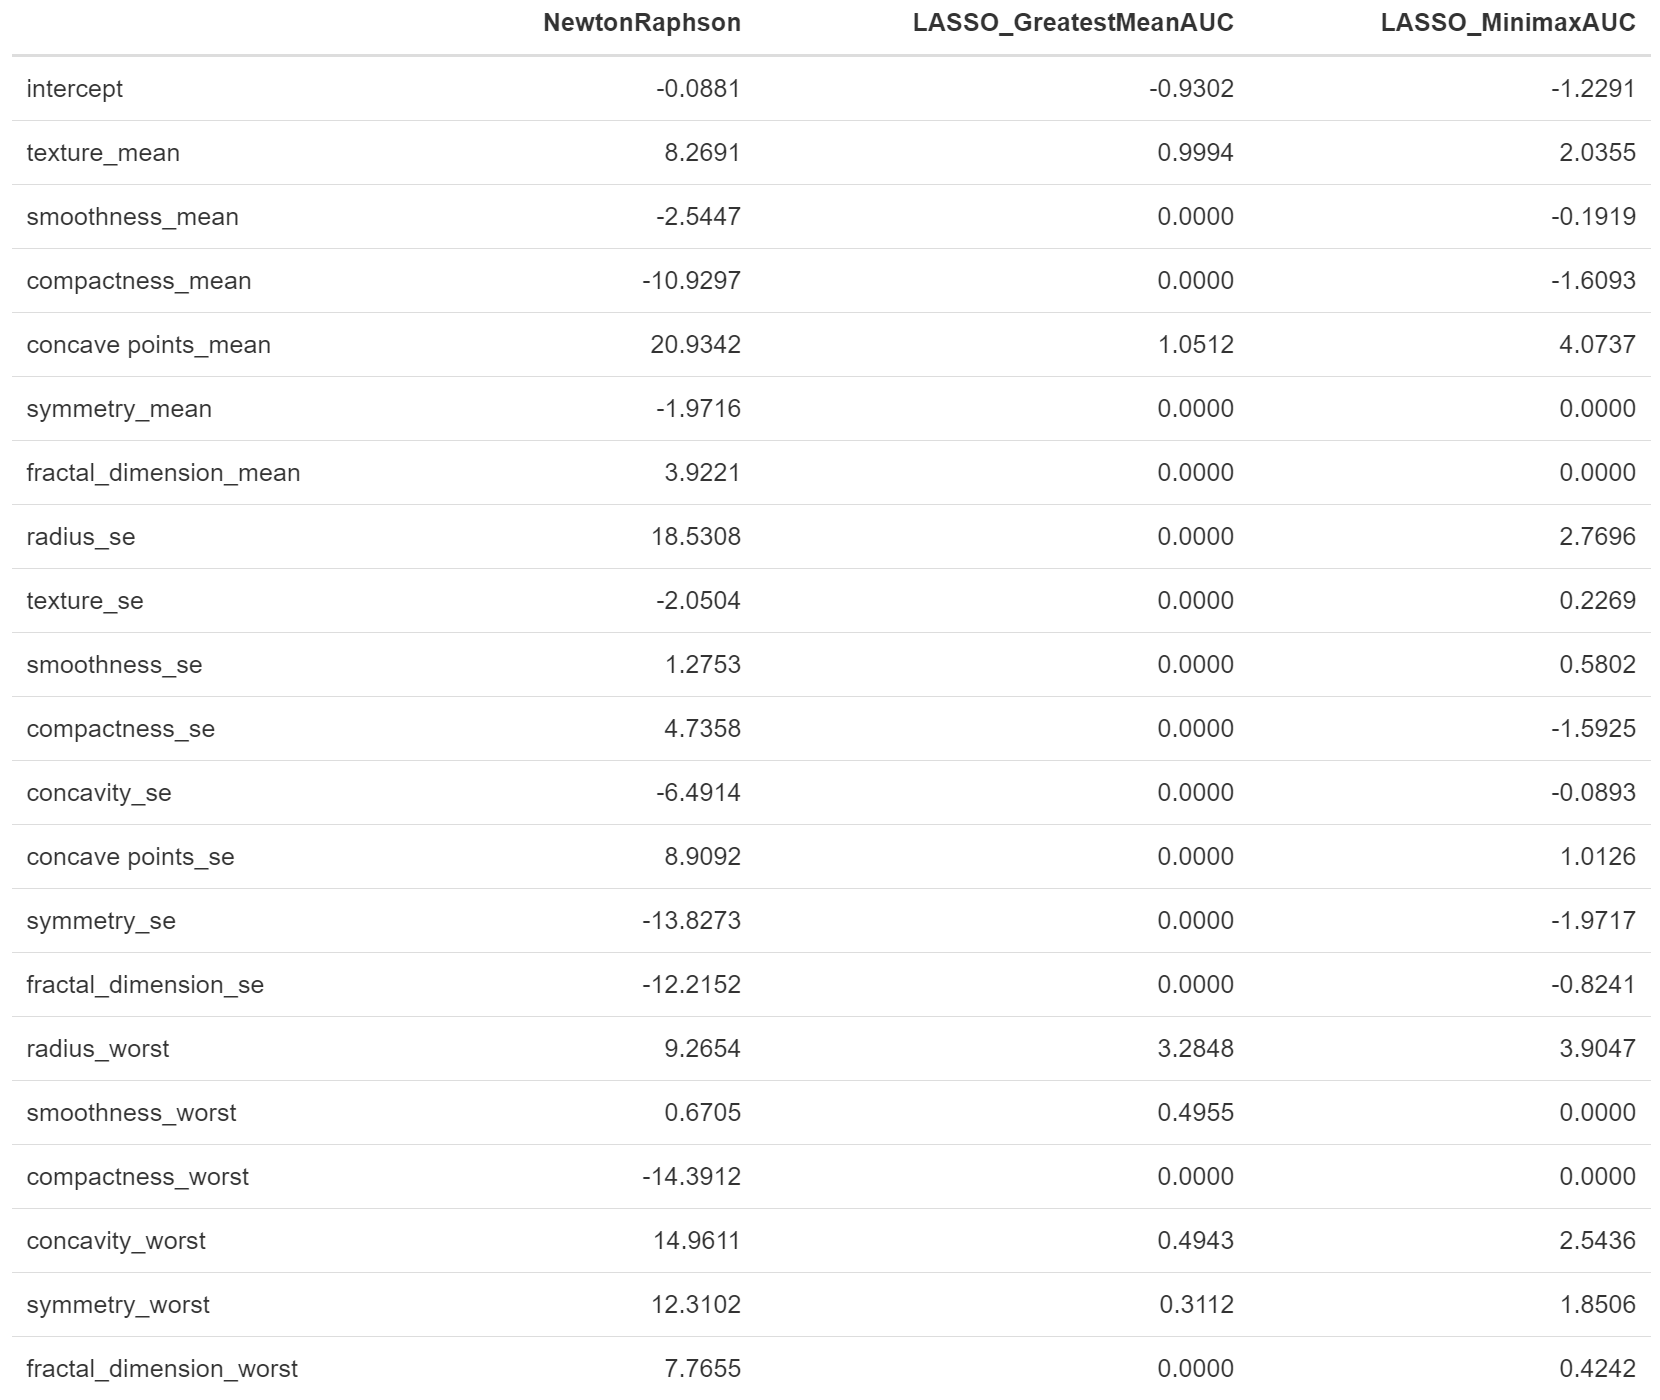 NewtonRaphson LASSO_GreatestMeanAUC LASSO_MinimaxAUC
intercept -0.0881 -0.9302 -1.2291
texture_mean 8.2691 0.9994 2.0355
smoothness_mean -2.5447 0.0000 -0.1919
compactness_mean -10.9297 0.0000 -1.6093
concave points_mean 20.9342 1.0512 4.0737
symmetry_mean -1.9716 0.0000 0.0000
fractal_dimension_mean 3.9221 0.0000 0.0000
radius_se 18.5308 0.0000 2.7696
texture_se -2.0504 0.0000 0.2269
smoothness_se 1.2753 0.0000 0.5802
compactness_se 4.7358 0.0000 -1.5925
concavity_se -6.4914 0.0000 -0.0893
concave points_se 8.9092 0.0000 1.0126
symmetry_se -13.8273 0.0000 -1.9717
fractal_dimension_se -12.2152 0.0000 -0.8241
radius_worst 9.2654 3.2848 3.9047
smoothness_worst 0.6705 0.4955 0.0000
compactness_worst -14.3912 0.0000 0.0000
concavity_worst 14.9611 0.4943 2.5436
symmetry_worst 12.3102 0.3112 1.8506
fractal_dimension_worst 7.7655 0.0000 0.4242